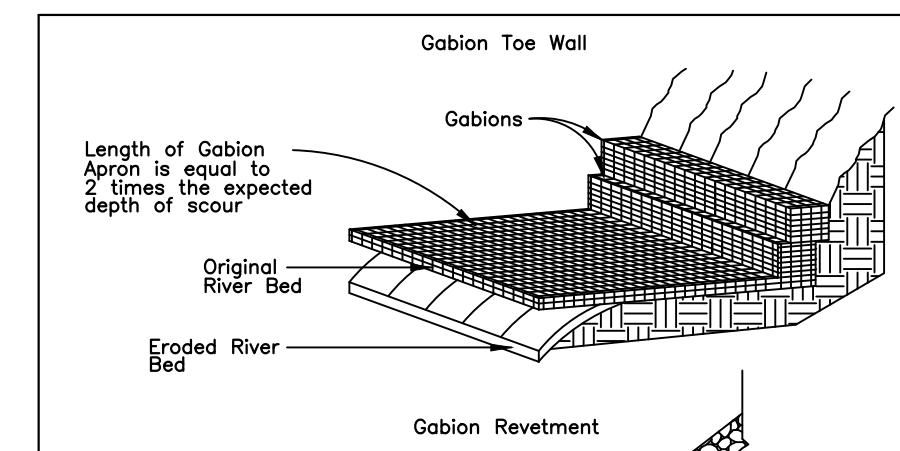 Gabion Toe Wall
Gabions
Length of Gabion
Apron is equal to
2 times the expected
depth of scour
Original
River Bed
Eroded River
Bed
Gabion Revetment